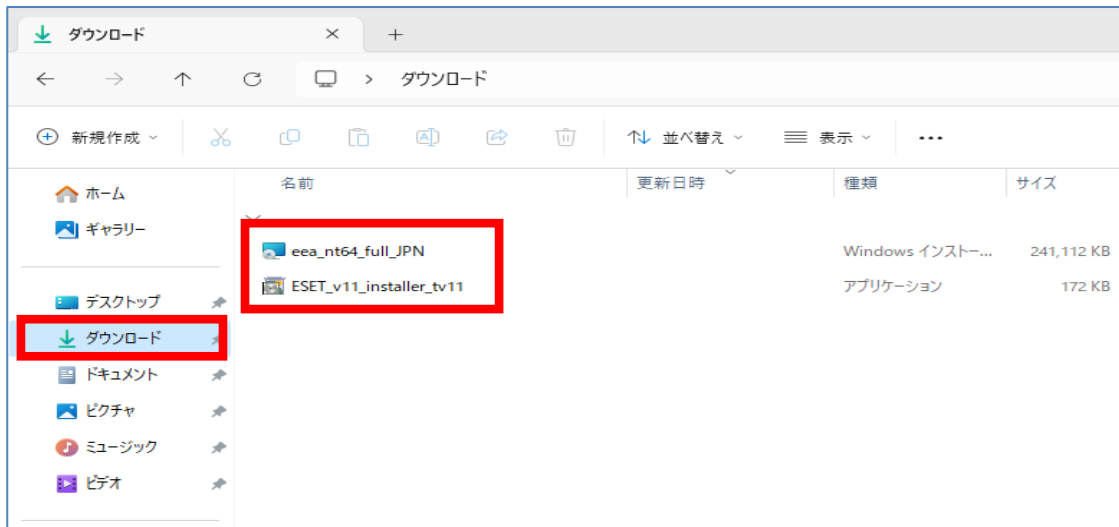 ダウンロード
ダウンロード
新規作成 並べ替え 表示
名前 更新日時 種類 サイズ
ホーム
ギャラリー
eea_nt64_full_JPN Windows インストー... 241,112 KB
ESET_v11_installer_tv11 アプリケーション 172 KB
デスクトップ
ダウンロード
ドキュメント
ピクチャ
ミュージック
ビデオ